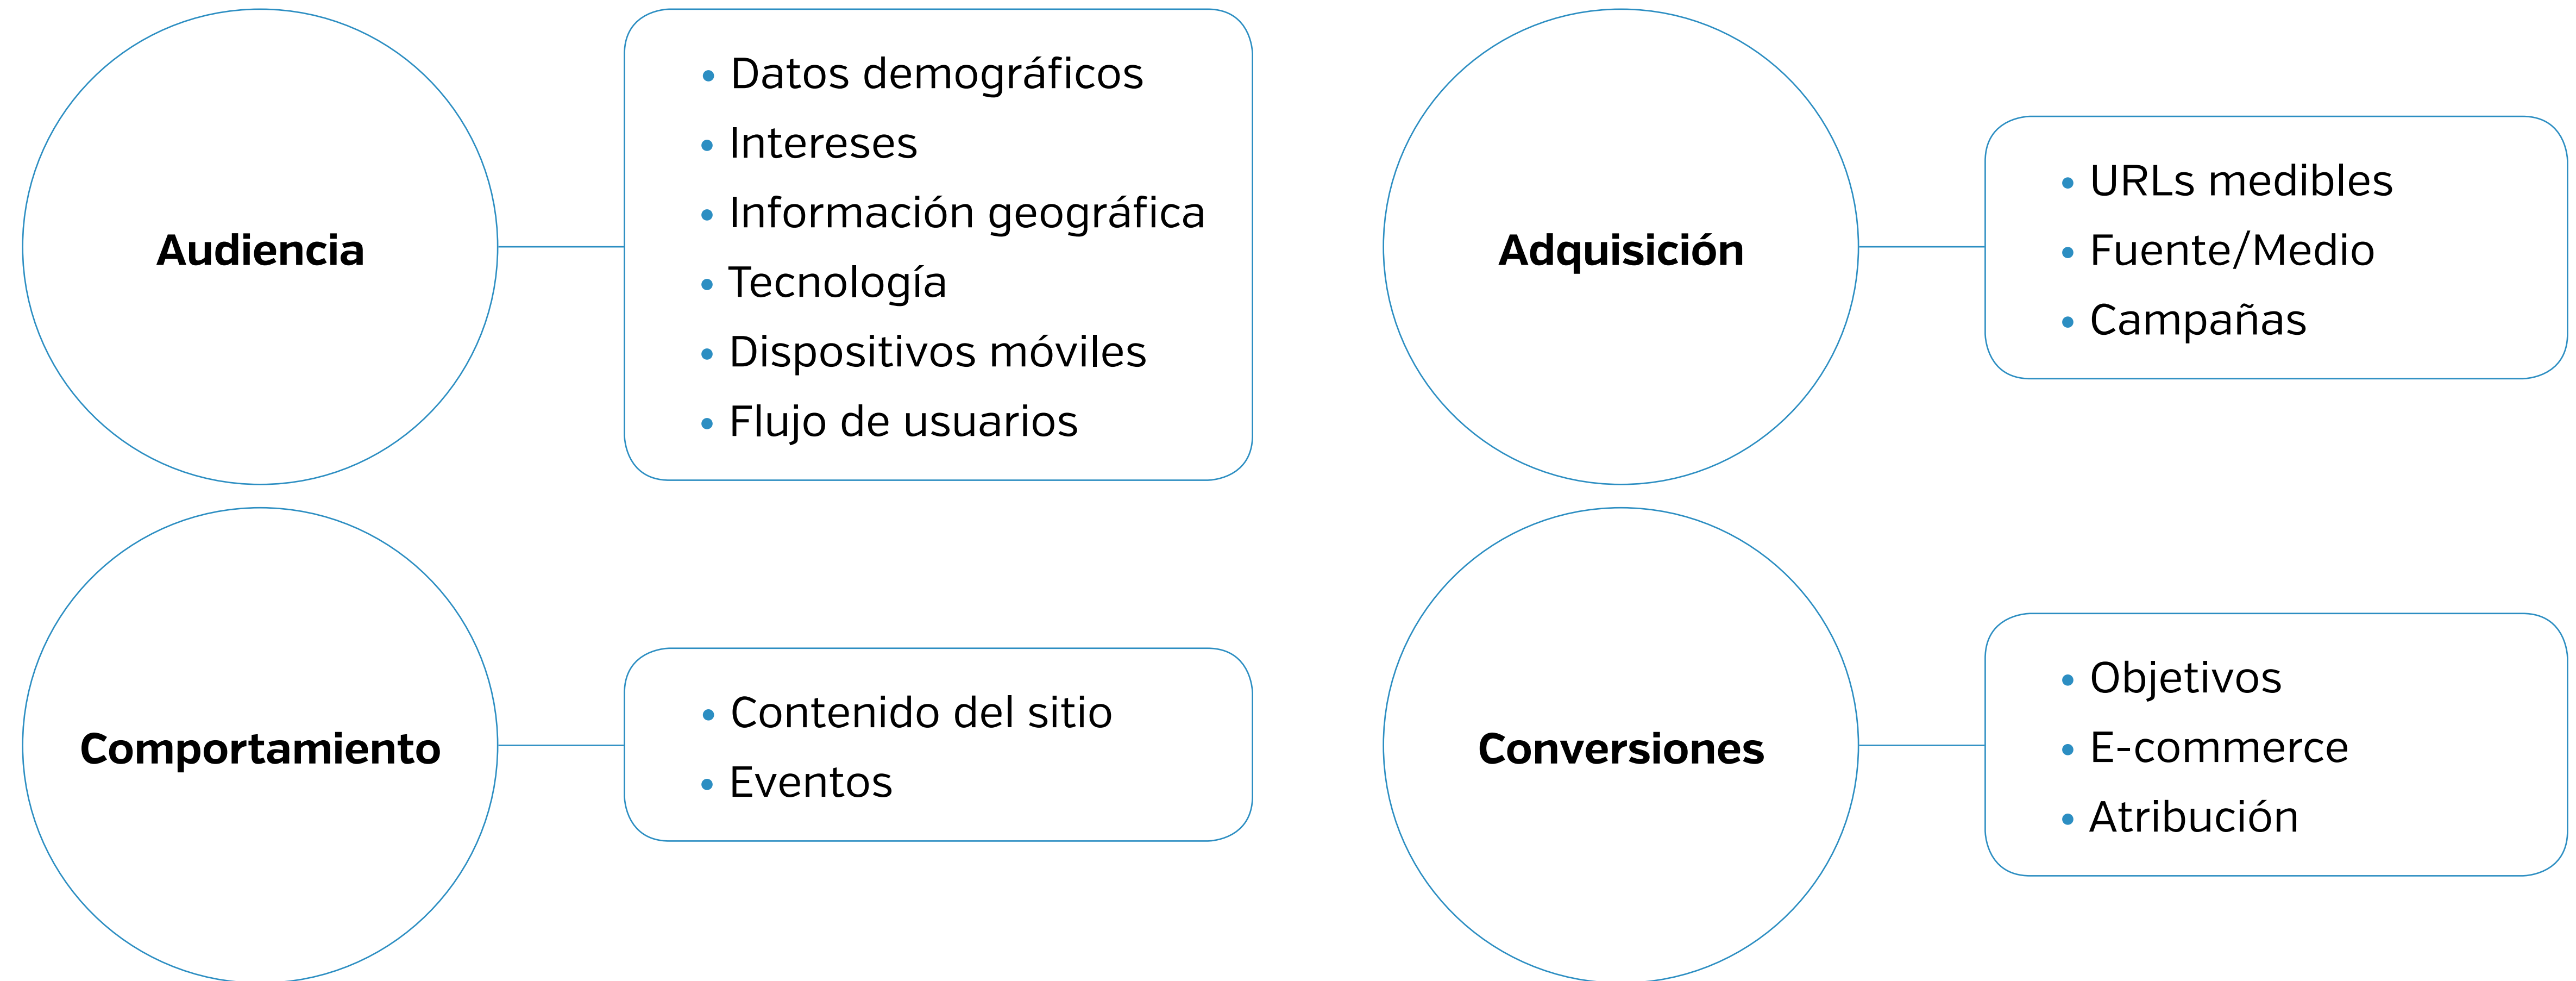 Audiencia
• Datos demográficos
• Intereses
• Información geográfica
• Tecnología
• Dispositivos móviles
• Flujo de usuarios
Adquisición
• URLs medibles
• Fuente/Medio
• Campañas
Comportamiento
• Contenido del sitio
• Eventos
Conversiones
• Objetivos
• E-commerce
• Atribución